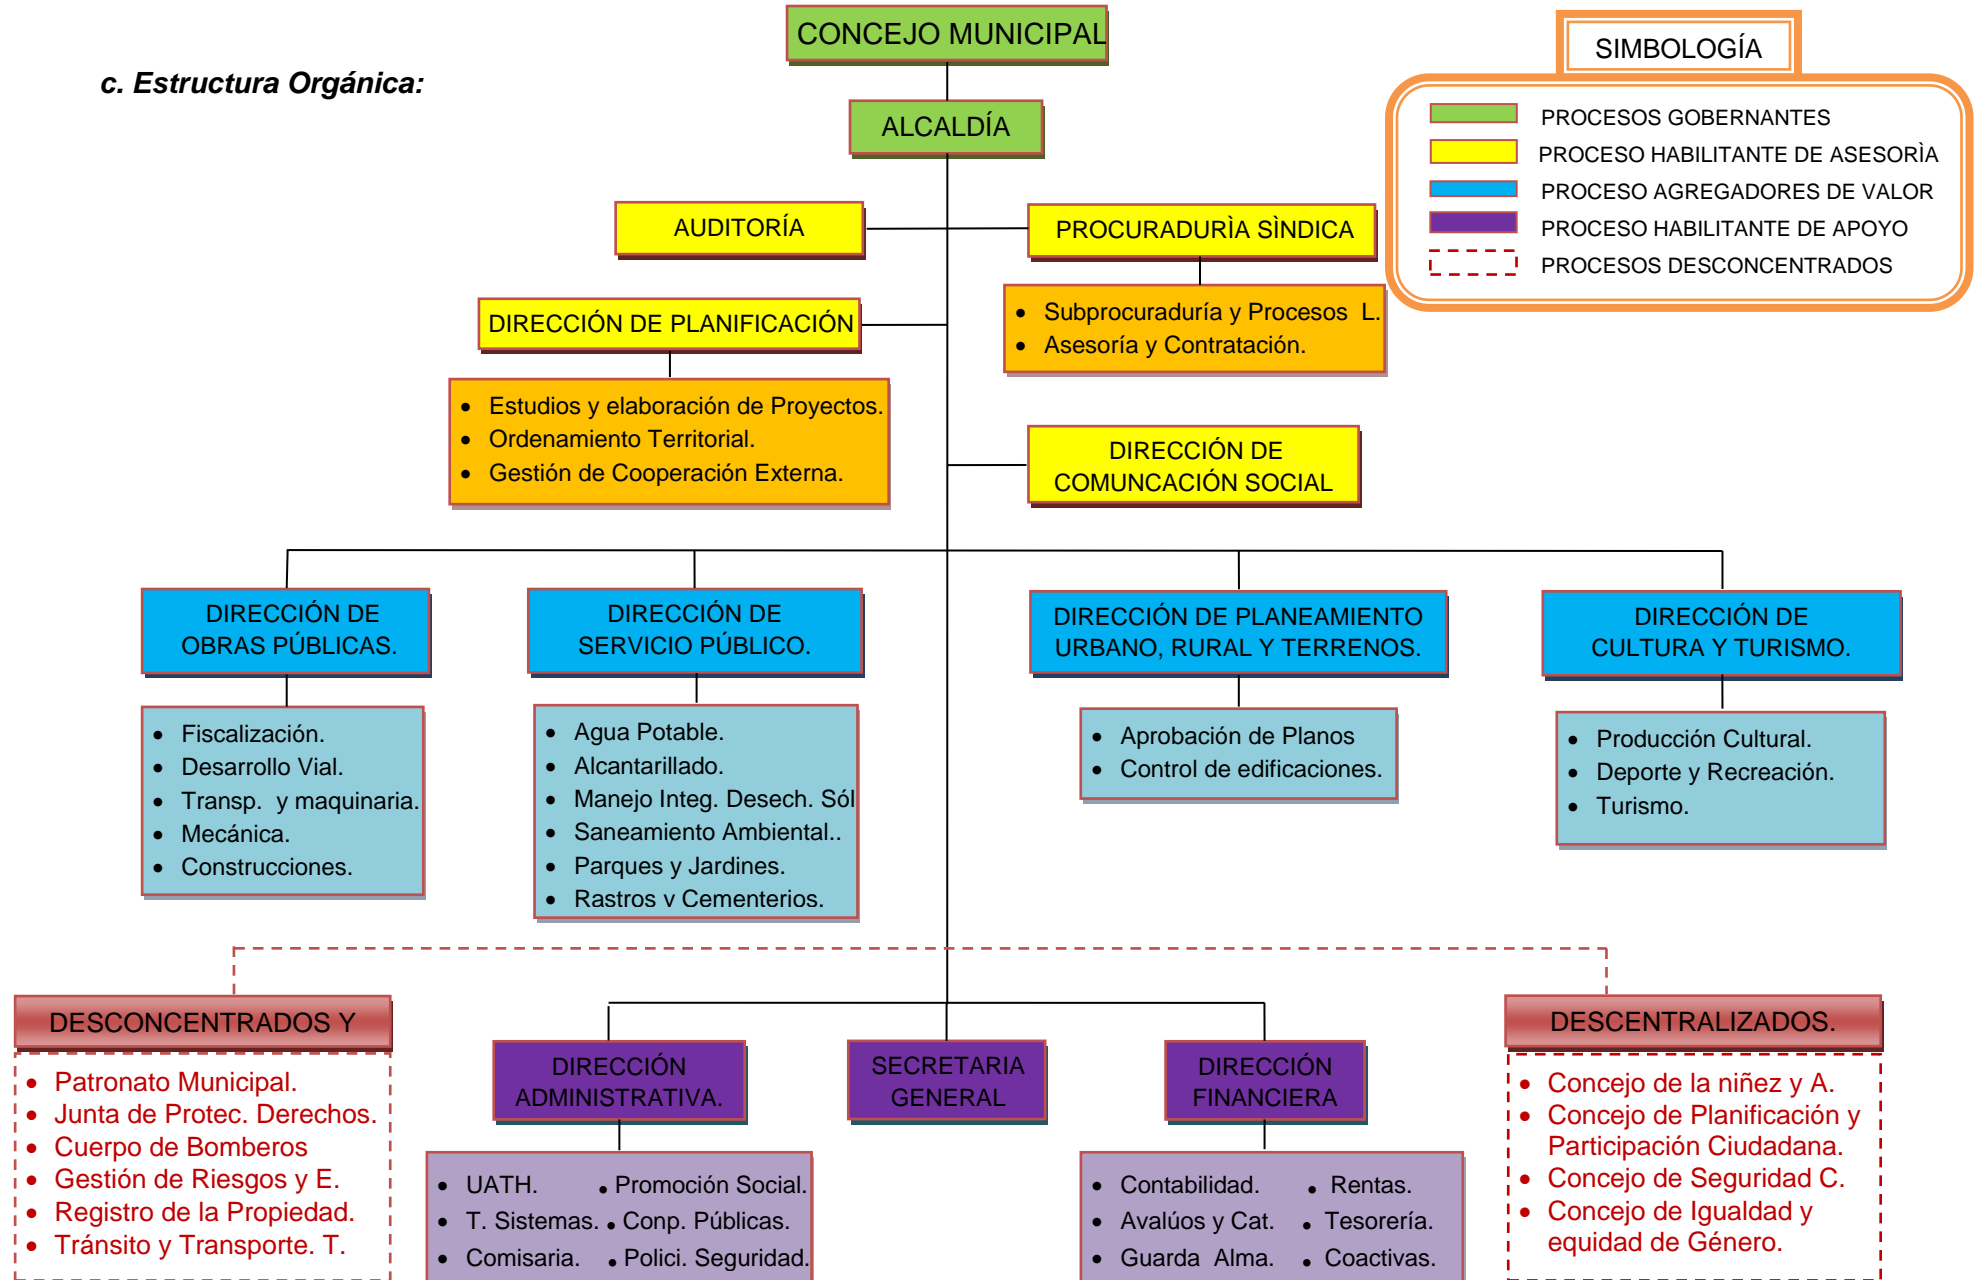 CONCEJO MUNICIPAL
SIMBOLOGÍA
c. Estructura Orgánica:
PROCESOS GOBERNANTES
PROCESO HABILITANTE DE ASESORÌA
PROCESO AGREGADORES DE VALOR
PROCESO HABILITANTE DE APOYO
PROCESOS DESCONCENTRADOS
ALCALDÍA
AUDITORÍA
PROCURADURÌA SÌNDICA
• Subprocuraduría y Procesos L.
• Asesoría y Contratación.
DIRECCIÓN DE PLANIFICACIÓN
• Estudios y elaboración de Proyectos.
• Ordenamiento Territorial.
• Gestión de Cooperación Externa.
DIRECCIÓN DE
COMUNCACIÓN SOCIAL
DIRECCIÓN DE
OBRAS PÚBLICAS.
• Fiscalización.
• Desarrollo Vial.
• Transp. y maquinaria.
• Mecánica.
• Construcciones.
DIRECCIÓN DE
SERVICIO PÚBLICO.
• Agua Potable.
• Alcantarillado.
• Manejo Integ. Desech. Sól
• Saneamiento Ambiental..
• Parques y Jardines.
• Rastros y Cementerios.
DIRECCIÓN DE PLANEAMIENTO
URBANO, RURAL Y TERRENOS.
• Aprobación de Planos
• Control de edificaciones.
DIRECCIÓN DE
CULTURA Y TURISMO.
• Producción Cultural.
• Deporte y Recreación.
• Turismo.
DESCONCENTRADOS Y
• Patronato Municipal.
• Junta de Protec. Derechos.
• Cuerpo de Bomberos
• Gestión de Riesgos y E.
• Registro de la Propiedad.
• Tránsito y Transporte. T.
DIRECCIÓN
ADMINISTRATIVA.
• UATH. • Promoción Social.
• T. Sistemas. • Conp. Públicas.
• Comisaria. • Polici. Seguridad.
SECRETARIA
GENERAL
DIRECCIÓN
FINANCIERA
• Contabilidad. • Rentas.
• Avalúos y Cat. • Tesorería.
• Guarda Alma. • Coactivas.
DESCENTRALIZADOS.
• Concejo de la niñez y A.
• Concejo de Planificación y
Participación Ciudadana.
• Concejo de Seguridad C.
• Concejo de Igualdad y
equidad de Género.